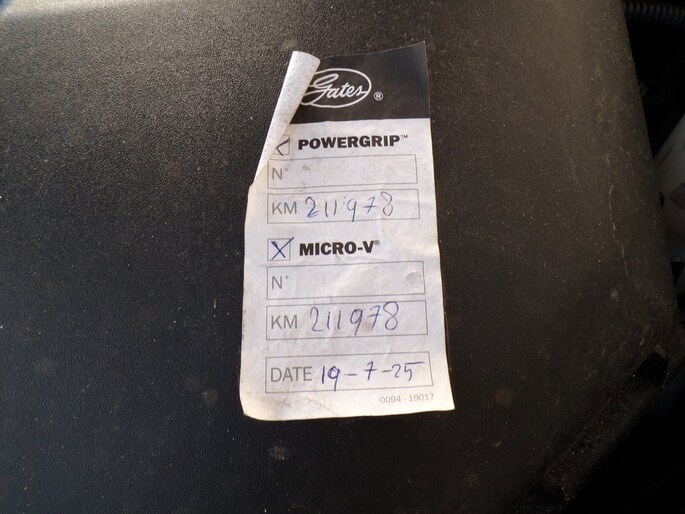 Gates®
POWERGRIP™
N°
KM 211978
X MICRO-V®
N°
KM 211978
DATE 19-7-25
0094 - 19017